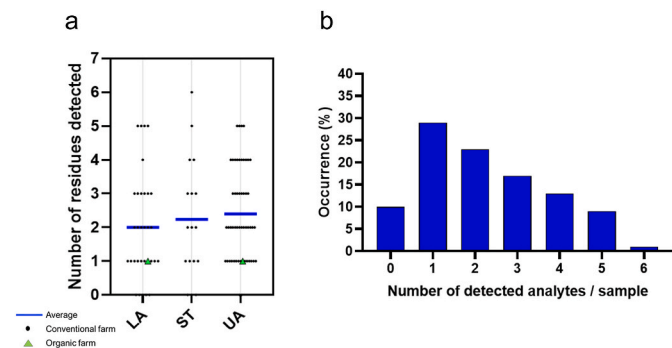 a
Number of residues detected
7
6
5
4
3
2
1
0
LA ST UA
Average
Conventional farm
Organic farm
b
Occurrence (%)
40
35
30
25
20
15
10
5
0
0 1 2 3 4 5 6
Number of detected analytes / sample